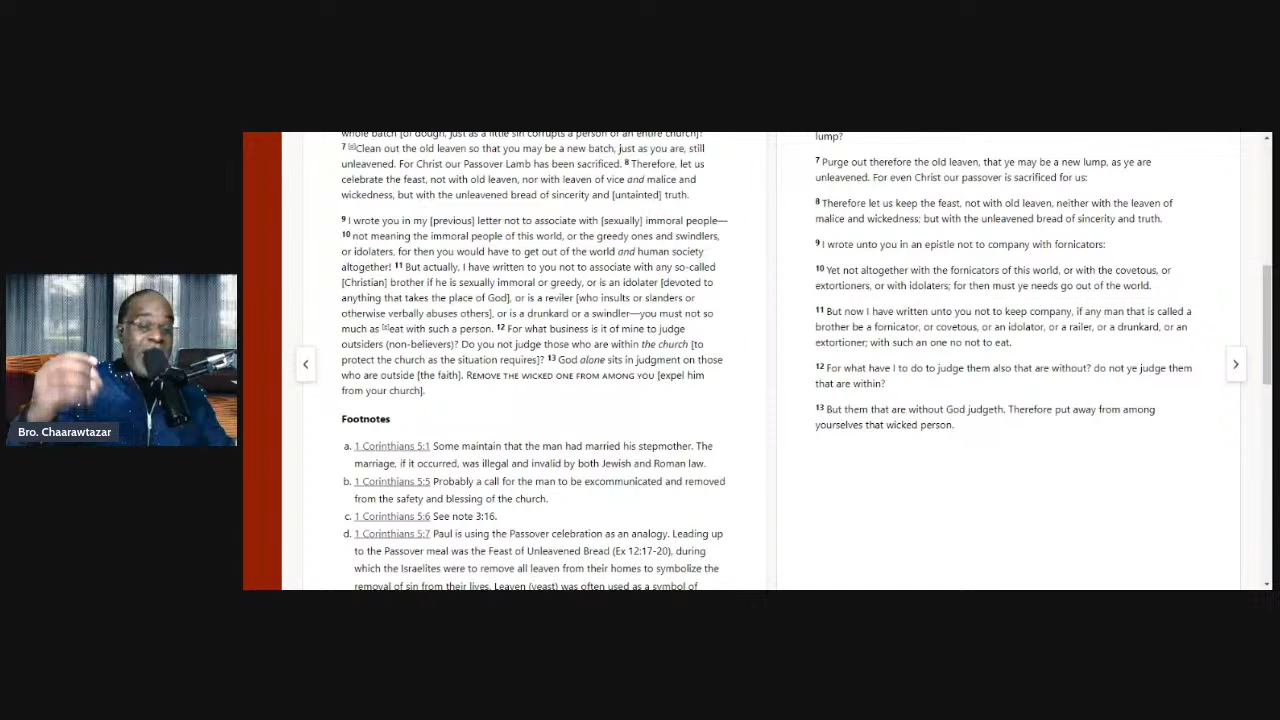 whole batch [of dough, just as a little sin corrupts a person or an entire church]!
7 [d]Clean out the old leaven so that you may be a new batch, just as you are, still
unleavened. For Christ our Passover Lamb has been sacrificed. 8 Therefore, let us
celebrate the feast, not with old leaven, nor with leaven of vice and malice and
wickedness, but with the unleavened bread of sincerity and [untainted] truth.
9 I wrote you in my [previous] letter not to associate with [sexually] immoral people—
10 not meaning the immoral people of this world, or the greedy ones and swindlers,
or idolaters, for then you would have to get out of the world and human society
altogether! 11 But actually, I have written to you not to associate with any so-called
[Christian] brother if he is sexually immoral or greedy, or is an idolater [devoted to
anything that takes the place of God], or is a reviler [who insults or slanders or
otherwise verbally abuses others], or is a drunkard or a swindler—you must not so
much as [e]eat with such a person. 12 For what business is it of mine to judge
outsiders (non-believers)? Do you not judge those who are within the church [to
protect the church as the situation requires]? 13 God alone sits in judgment on those
who are outside [the faith]. REMOVE THE WICKED ONE FROM AMONG YOU [expel him
from your church].
Footnotes
a. 1 Corinthians 5:1 Some maintain that the man had married his stepmother. The
marriage, if it occurred, was illegal and invalid by both Jewish and Roman law.
b. 1 Corinthians 5:5 Probably a call for the man to be excommunicated and removed
from the safety and blessing of the church.
c. 1 Corinthians 5:6 See note 3:16.
d. 1 Corinthians 5:7 Paul is using the Passover celebration as an analogy. Leading up
to the Passover meal was the Feast of Unleavened Bread (Ex 12:17-20), during
which the Israelites were to remove all leaven from their homes to symbolize the
removal of sin from their lives. Leaven (yeast) was often used as a symbol of
lump?
7 Purge out therefore the old leaven, that ye may be a new lump, as ye are
unleavened. For even Christ our passover is sacrificed for us:
8 Therefore let us keep the feast, not with old leaven, neither with the leaven of
malice and wickedness; but with the unleavened bread of sincerity and truth.
9 I wrote unto you in an epistle not to company with fornicators:
10 Yet not altogether with the fornicators of this world, or with the covetous, or
extortioners, or with idolaters; for then must ye needs go out of the world.
11 But now I have written unto you not to keep company, if any man that is called a
brother be a fornicator, or covetous, or an idolator, or a railer, or a drunkard, or an
extortioner; with such an one no not to eat.
12 For what have I to do to judge them also that are without? do not ye judge them
that are within?
13 But them that are without God judgeth. Therefore put away from among
yourselves that wicked person.
Bro. Chaarawtazar